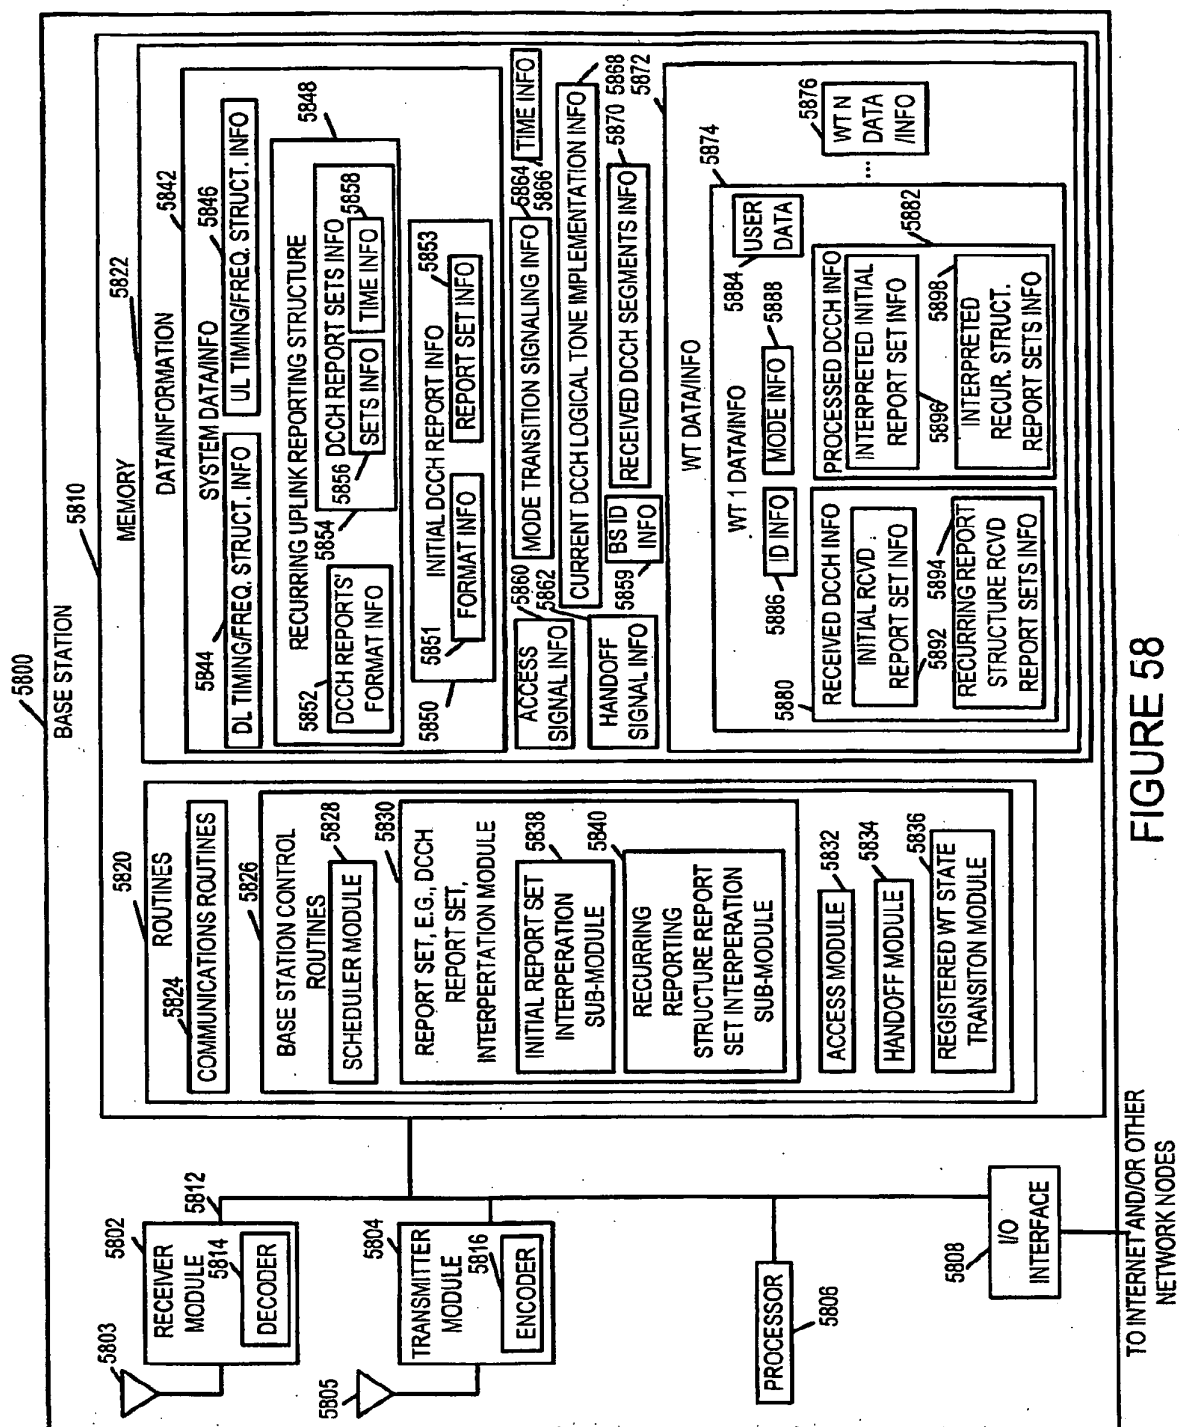 5800
BASE STATION
5803
5802
RECEIVER
MODULE
5814
DECODER
5812
5805
5804
TRANSMITTER
MODULE
5816
ENCODER
PROCESSOR
5806
5808
I/O
INTERFACE
TO INTERNET AND/OR OTHER
NETWORK NODES
5810
MEMORY
5820
ROUTINES
5824
COMMUNICATIONS ROUTINES
5826
BASE STATION CONTROL
ROUTINES
5828
SCHEDULER MODULE
5830
REPORT SET, E.G., DCCH
REPORT SET,
INTERPERTATION MODULE
5838
INITIAL REPORT SET
INTERPERATION
SUB-MODULE
5840
RECURRING
REPORTING
STRUCTURE REPORT
SET INTERPERATION
SUB-MODULE
5832
ACCESS MODULE
5834
HANDOFF MODULE
5836
REGISTERED WT STATE
TRANSITION MODULE
5822
DATA/INFORMATION
5842
SYSTEM DATA/INFO
5844
DL TIMING/FREQ. STRUCT. INFO
5846
UL TIMING/FREQ. STRUCT. INFO
5848
RECURRING UPLINK REPORTING STRUCTURE
5852
DCCH REPORTS'
FORMAT INFO
5854
DCCH REPORT SETS INFO
5856
SETS INFO
5858
TIME INFO
5850
INITIAL DCCH REPORT INFO
5851
FORMAT INFO
5853
REPORT SET INFO
5860
ACCESS
SIGNAL INFO
5862
HANDOFF
SIGNAL INFO
5864
MODE TRANSITION SIGNALING INFO
5866
TIME INFO
5868
CURRENT DCCH LOGICAL TONE IMPLEMENTATION INFO
5859
BS ID
INFO
5870
RECEIVED DCCH SEGMENTS INFO
5872
WT DATA/INFO
5874
WT 1 DATA/INFO
5886
ID INFO
5888
MODE INFO
5884
USER
DATA
5880
RECEIVED DCCH INFO
INITIAL RCVD
REPORT SET INFO
5892
5894
RECURRING REPORT
STRUCTURE RCVD
REPORT SETS INFO
5882
PROCESSED DCCH INFO
INTERPRETED INITIAL
REPORT SET INFO
5896
5898
INTERPRETED
RECUR. STRUCT.
REPORT SETS INFO
...
5876
WT N
DATA
/INFO
FIGURE 58